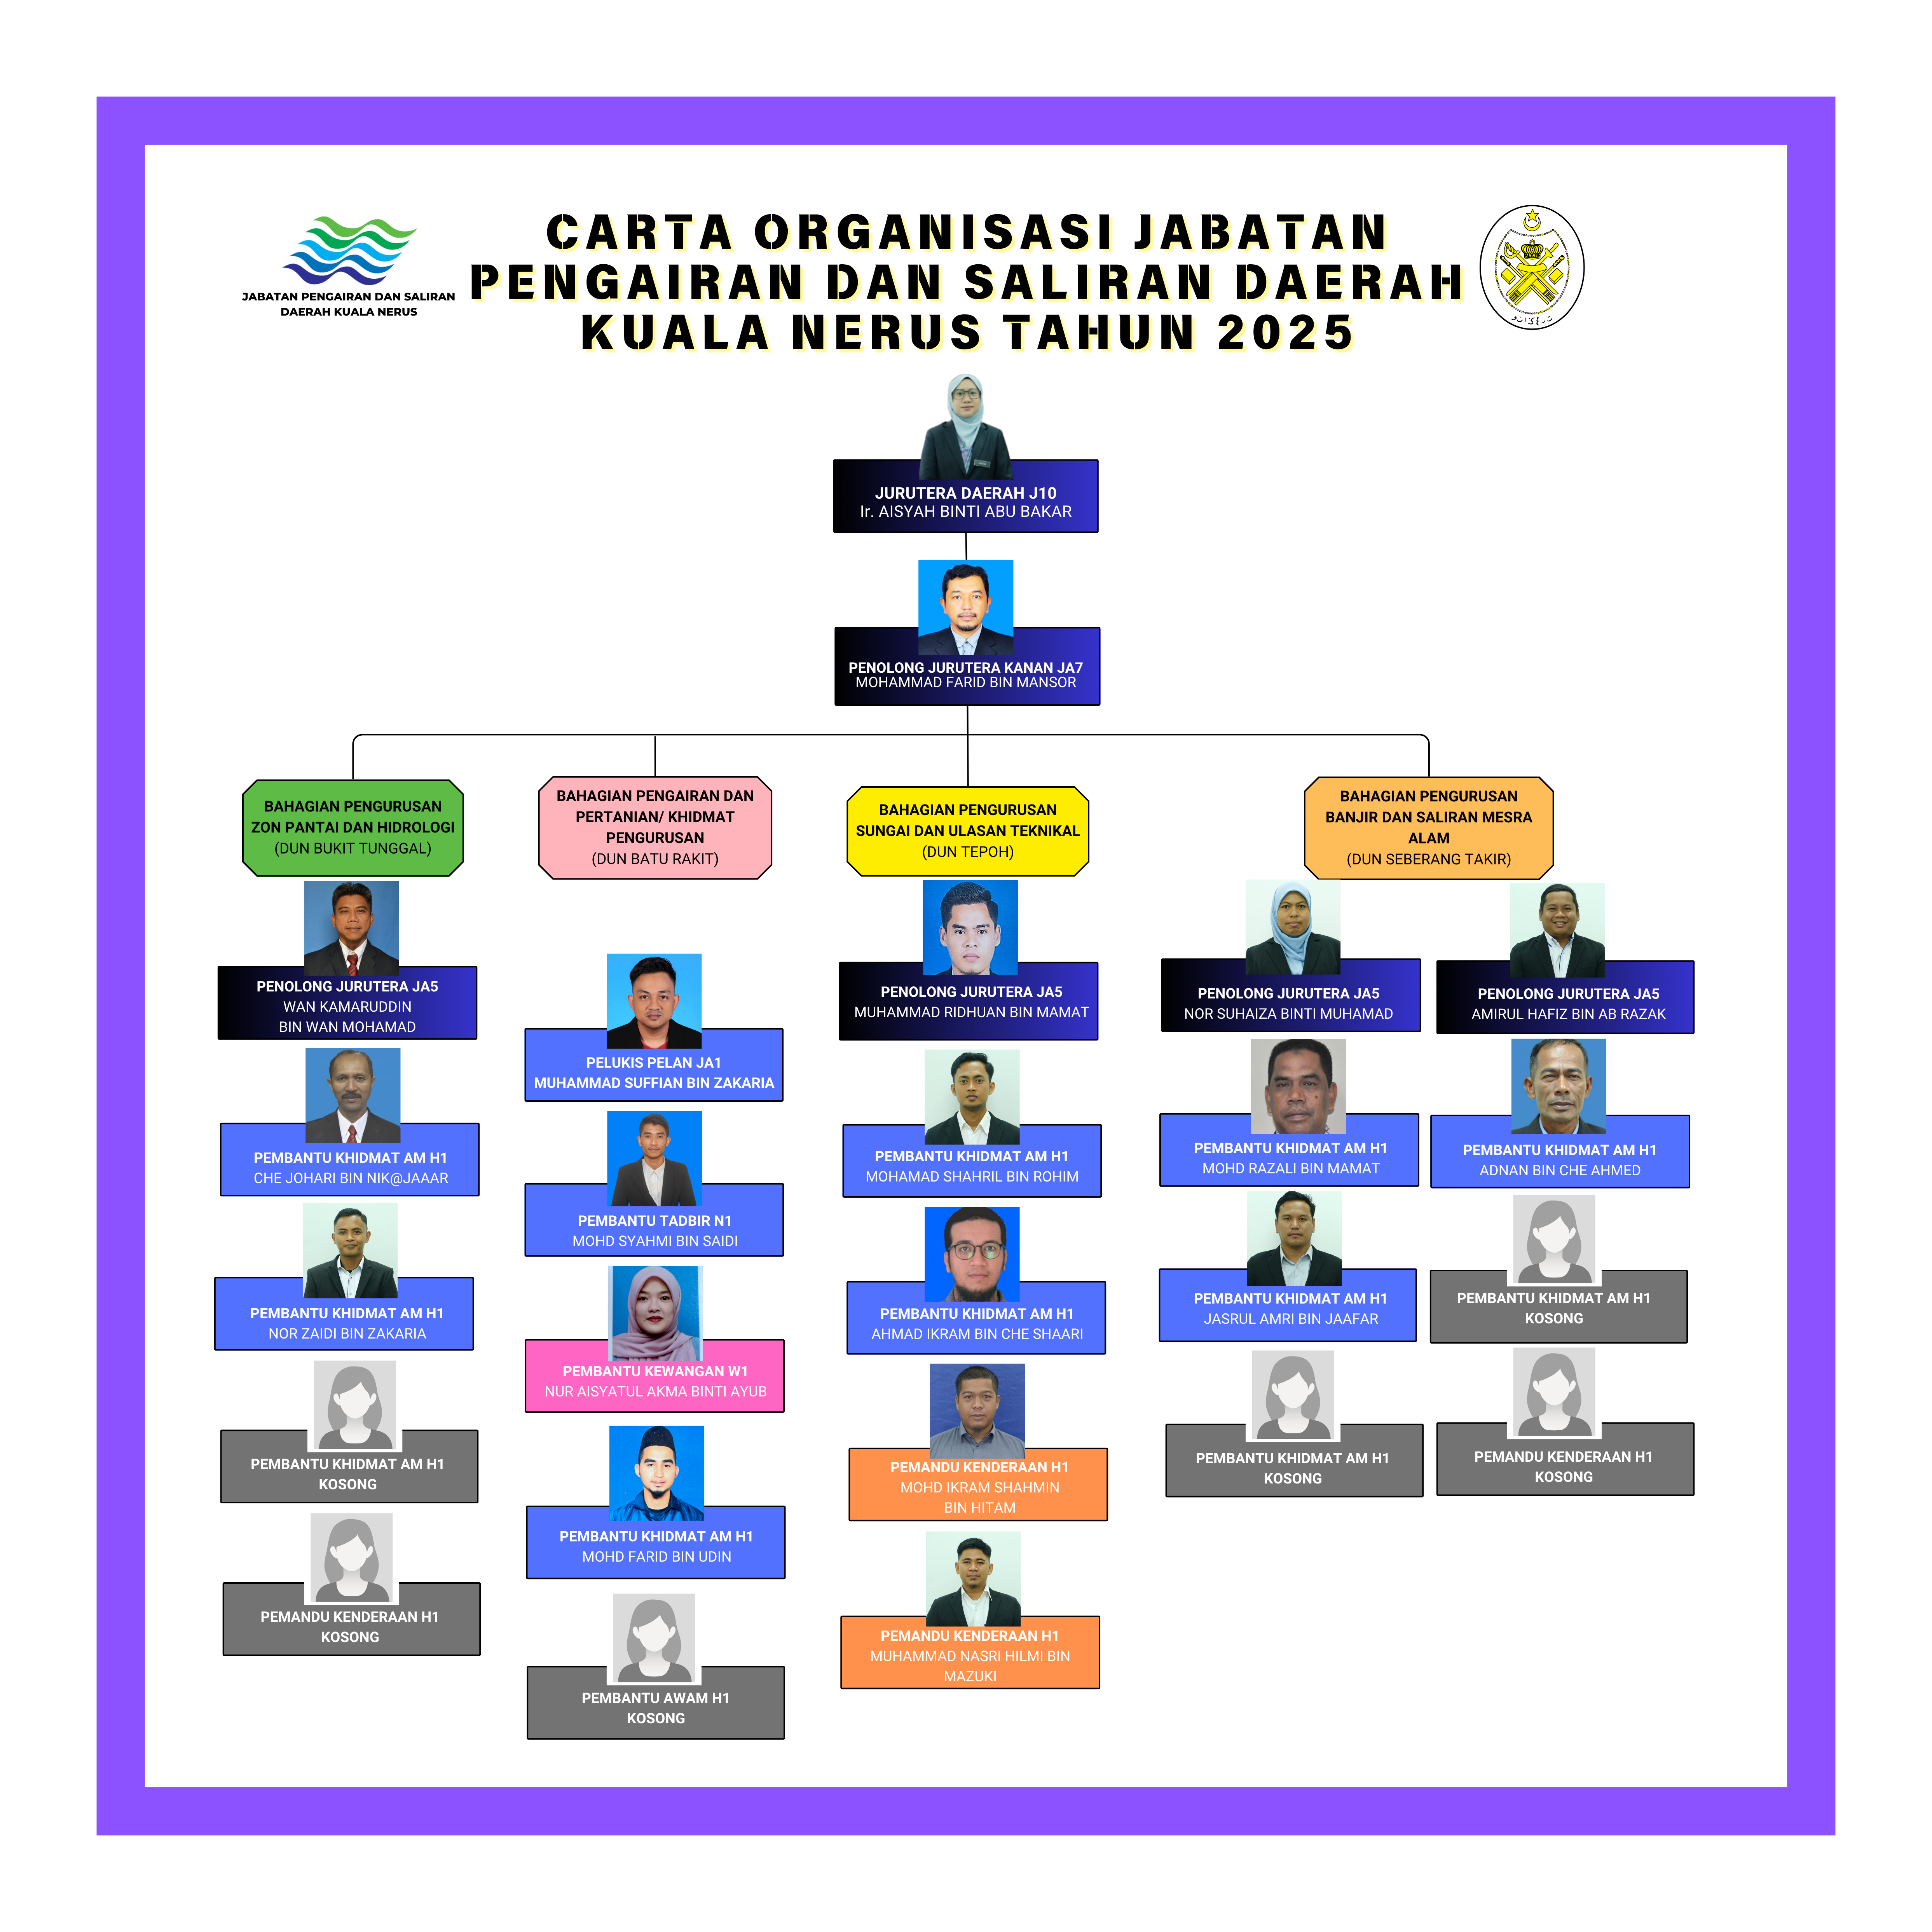 JABATAN PENGAIRAN DAN SALIRAN
DAERAH KUALA NERUS
CARTA ORGANISASI JABATAN
PENGAIRAN DAN SALIRAN DAERAH
KUALA NERUS TAHUN 2025
JURUTERA DAERAH J10
Ir. AISYAH BINTI ABU BAKAR
PENOLONG JURUTERA KANAN JA7
MOHAMMAD FARID BIN MANSOR
BAHAGIAN PENGURUSAN
ZON PANTAI DAN HIDROLOGI
(DUN BUKIT TUNGGAL)
PENOLONG JURUTERA JA5
WAN KAMARUDDIN
BIN WAN MOHAMAD
PEMBANTU KHIDMAT AM H1
CHE JOHARI BIN NIK@JAAAR
PEMBANTU KHIDMAT AM H1
NOR ZAIDI BIN ZAKARIA
PEMBANTU KHIDMAT AM H1
KOSONG
PEMANDU KENDERAAN H1
KOSONG
BAHAGIAN PENGAIRAN DAN
PERTANIAN/ KHIDMAT
PENGURUSAN
(DUN BATU RAKIT)
PELUKIS PELAN JA1
MUHAMMAD SUFFIAN BIN ZAKARIA
PEMBANTU TADBIR N1
MOHD SYAHMI BIN SAIDI
PEMBANTU KEWANGAN W1
NUR AISYATUL AKMA BINTI AYUB
PEMBANTU KHIDMAT AM H1
MOHD FARID BIN UDIN
PEMBANTU AWAM H1
KOSONG
BAHAGIAN PENGURUSAN
SUNGAI DAN ULASAN TEKNIKAL
(DUN TEPOH)
PENOLONG JURUTERA JA5
MUHAMMAD RIDHUAN BIN MAMAT
PEMBANTU KHIDMAT AM H1
MOHAMAD SHAHRIL BIN ROHIM
PEMBANTU KHIDMAT AM H1
AHMAD IKRAM BIN CHE SHAARI
PEMANDU KENDERAAN H1
MOHD IKRAM SHAHMIN
BIN HITAM
PEMANDU KENDERAAN H1
MUHAMMAD NASRI HILMI BIN
MAZUKI
BAHAGIAN PENGURUSAN
BANJIR DAN SALIRAN MESRA
ALAM
(DUN SEBERANG TAKIR)
PENOLONG JURUTERA JA5
NOR SUHAIZA BINTI MUHAMAD
PEMBANTU KHIDMAT AM H1
MOHD RAZALI BIN MAMAT
PEMBANTU KHIDMAT AM H1
JASRUL AMRI BIN JAAFAR
PEMBANTU KHIDMAT AM H1
KOSONG
PENOLONG JURUTERA JA5
AMIRUL HAFIZ BIN AB RAZAK
PEMBANTU KHIDMAT AM H1
ADNAN BIN CHE AHMED
PEMBANTU KHIDMAT AM H1
KOSONG
PEMANDU KENDERAAN H1
KOSONG